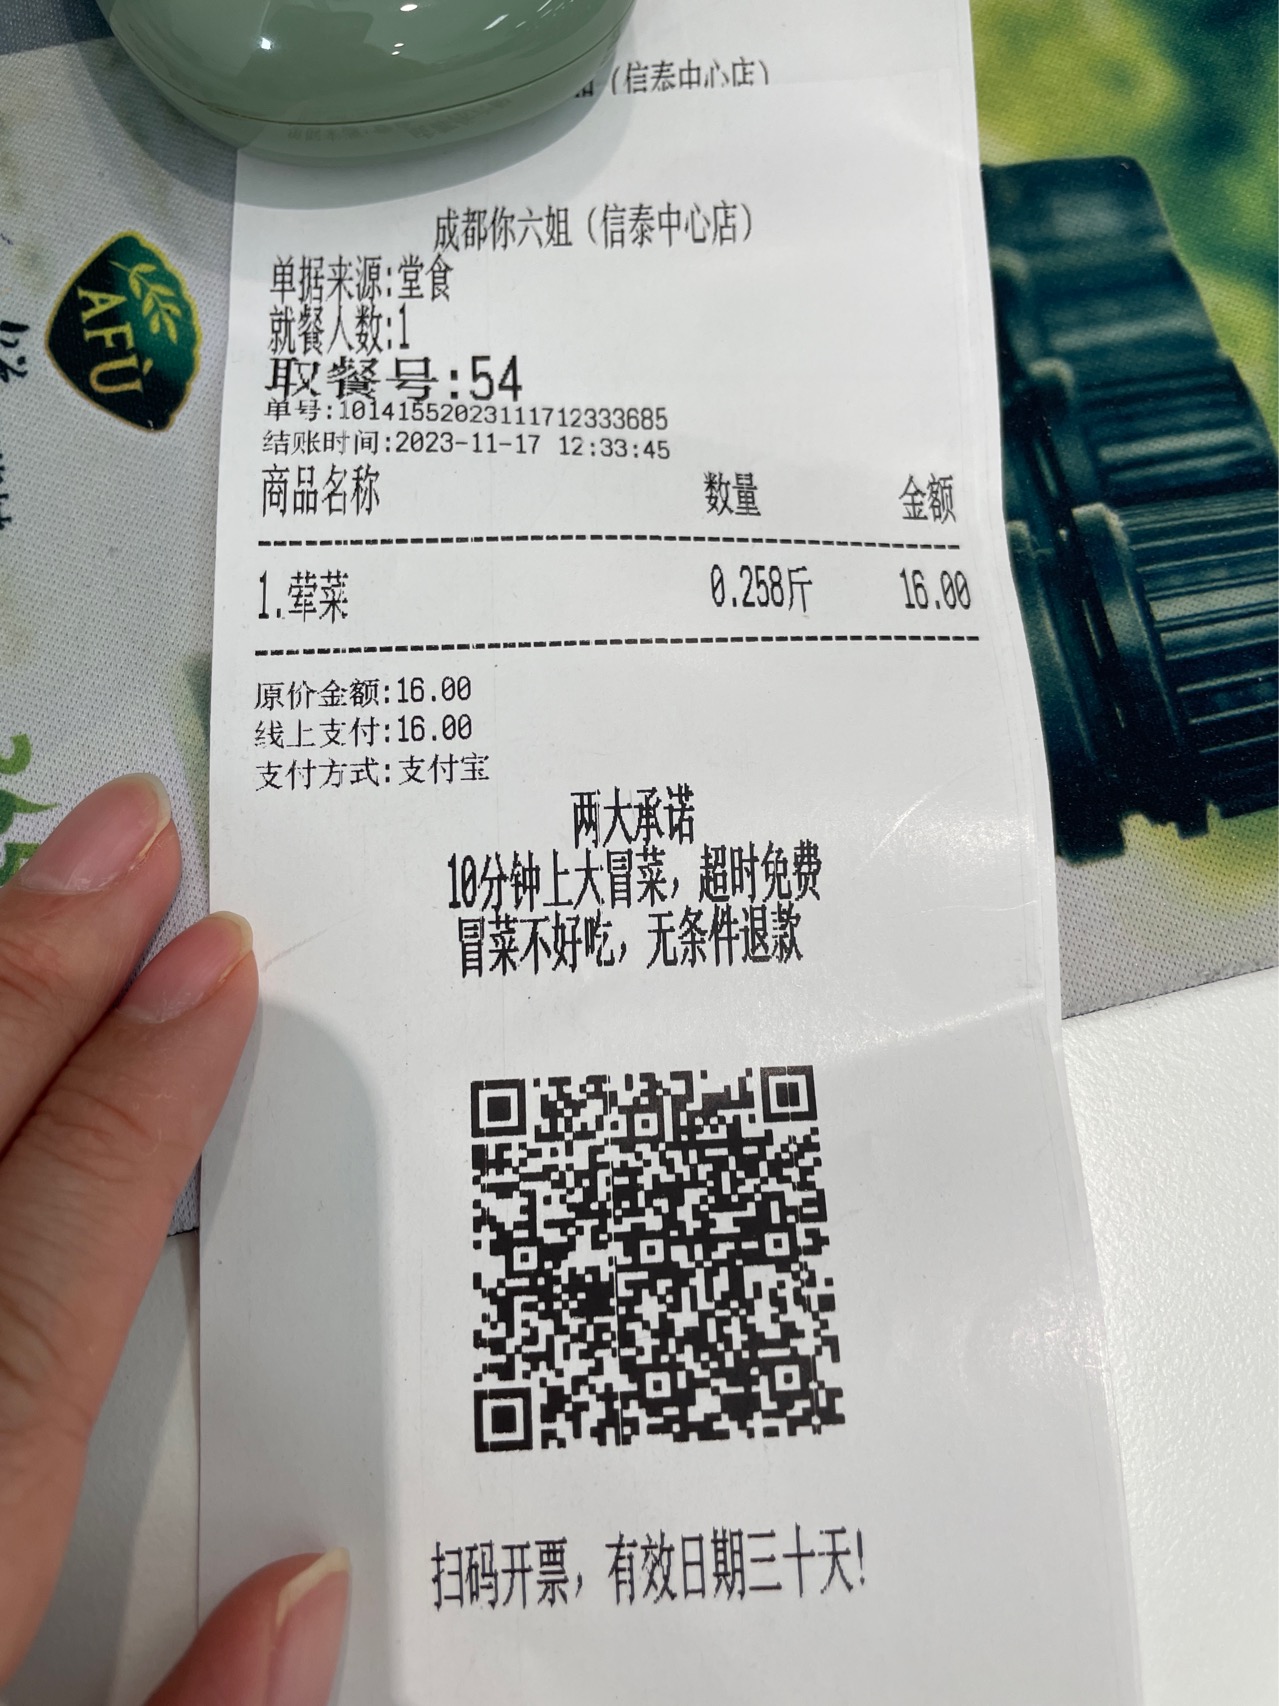 （信泰中心店）
成都你六姐（信泰中心店）
单据来源:堂食
就餐人数:1
取餐号:54
单号:10141552023111712333685
结账时间:2023-11-17 12:33:45
商品名称 数量 金额
1.荤菜 0.258斤 16.00
原价金额:16.00
线上支付:16.00
支付方式:支付宝
两大承诺
10分钟上大冒菜，超时免费
冒菜不好吃，无条件退款
扫码开票，有效日期三十天!
AFÙ